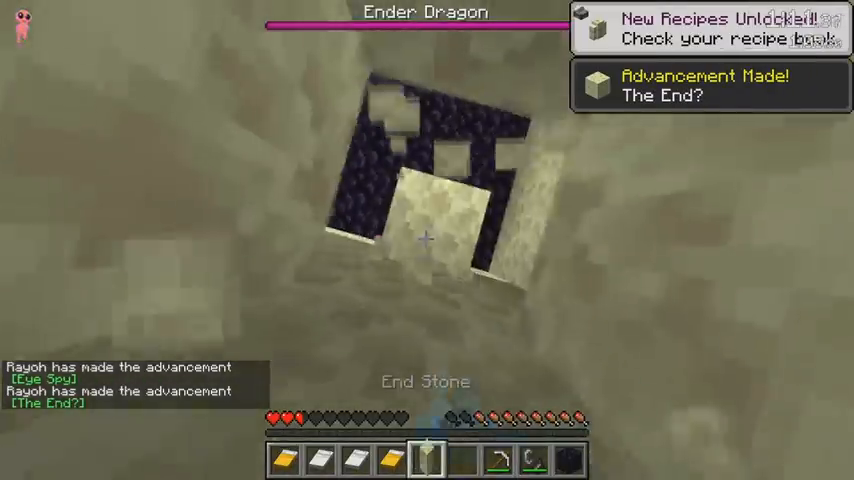 Ender Dragon
New Recipes Unlocked!
Check your recipe book
Advancement Made!
The End?
Rayoh has made the advancement
[Eye Spy]
Rayoh has made the advancement
[The End?]
End Stone